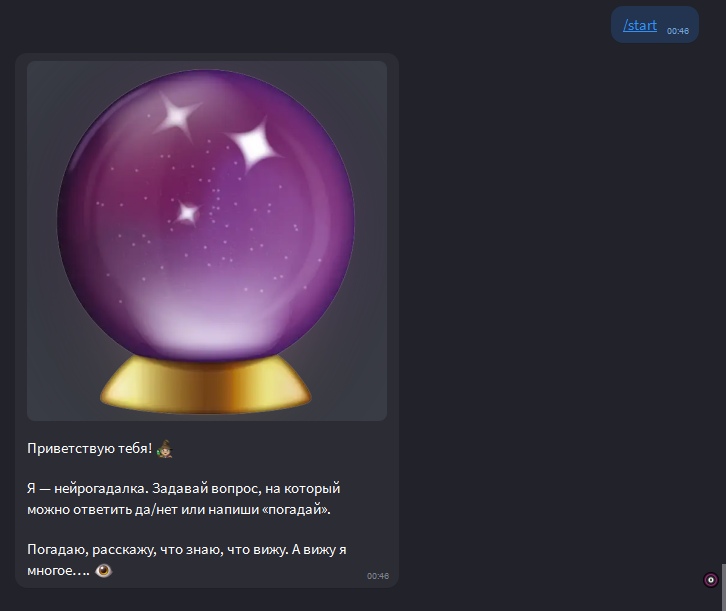 /start 00:46
Приветствую тебя! 🧙
Я — нейрогадалка. Задавай вопрос, на который
можно ответить да/нет или напиши «погадай».
Погадаю, расскажу, что знаю, что вижу. А вижу я
многое…. 👁️
00:46